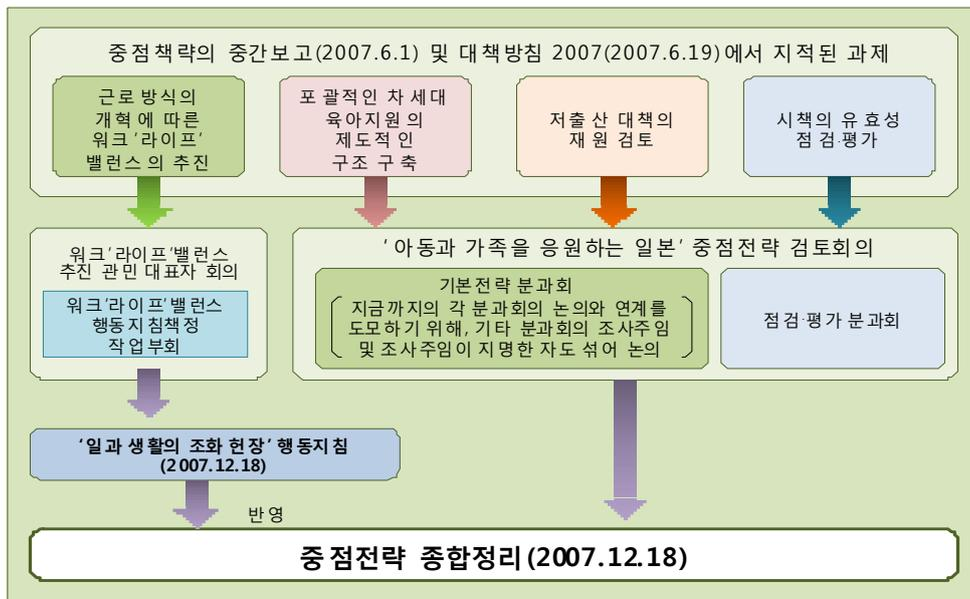 중점책략의 중간보고(2007.6.1) 및 대책방침 2007(2007.6.19)에서 지적된 과제
근로 방식의
개혁에 따른
워크'라이프'
밸런스의 추진
포괄적인 차세대
육아지원의
제도적인
구조 구축
저출산 대책의
재원 검토
시책의 유효성
점검·평가
워크'라이프'밸런스
추진 관민 대표자 회의
워크'라이프'밸런스
행동지침책정
작업부회
'아동과 가족을 응원하는 일본' 중점전략 검토회의
기본전략 분과회
지금까지의 각 분과회의 논의와 연계를
도모하기 위해, 기타 분과회의 조사주임
및 조사주임이 지명한 자도 섞어 논의
점검·평가 분과회
'일과 생활의 조화 헌장' 행동지침
(2007.12.18)
반영
중점전략 종합정리(2007.12.18)